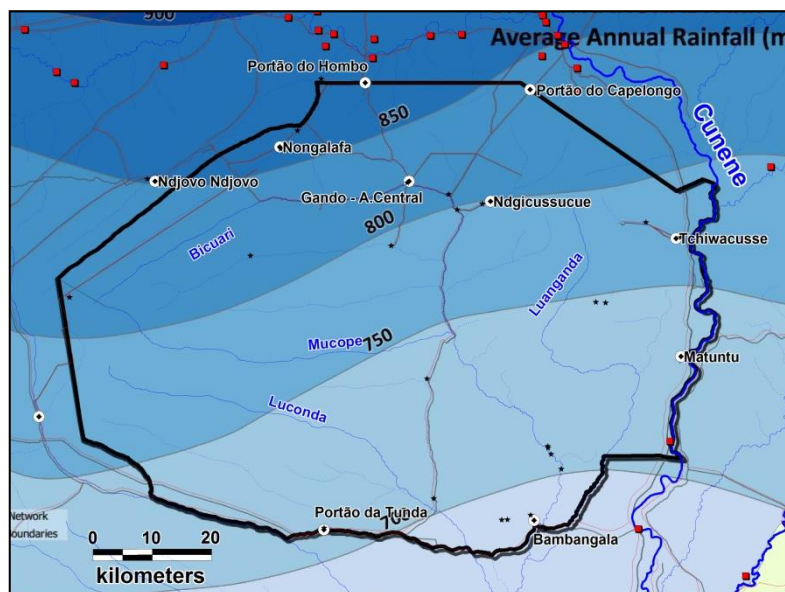 900
Average Annual Rainfall (m
Portão do Hombo
Portão do Capelongo
850
Cunene
Nongalafa
Ndjovo Ndjovo
Gando - A.Central
Ndgicussucue
800
Bicuari
Tchiwacusse
Luanganda
Mucope
750
Matuntu
Luconda
Portão da Tunda
700
Bambangala
Network
oundaries
0 10 20
kilometers